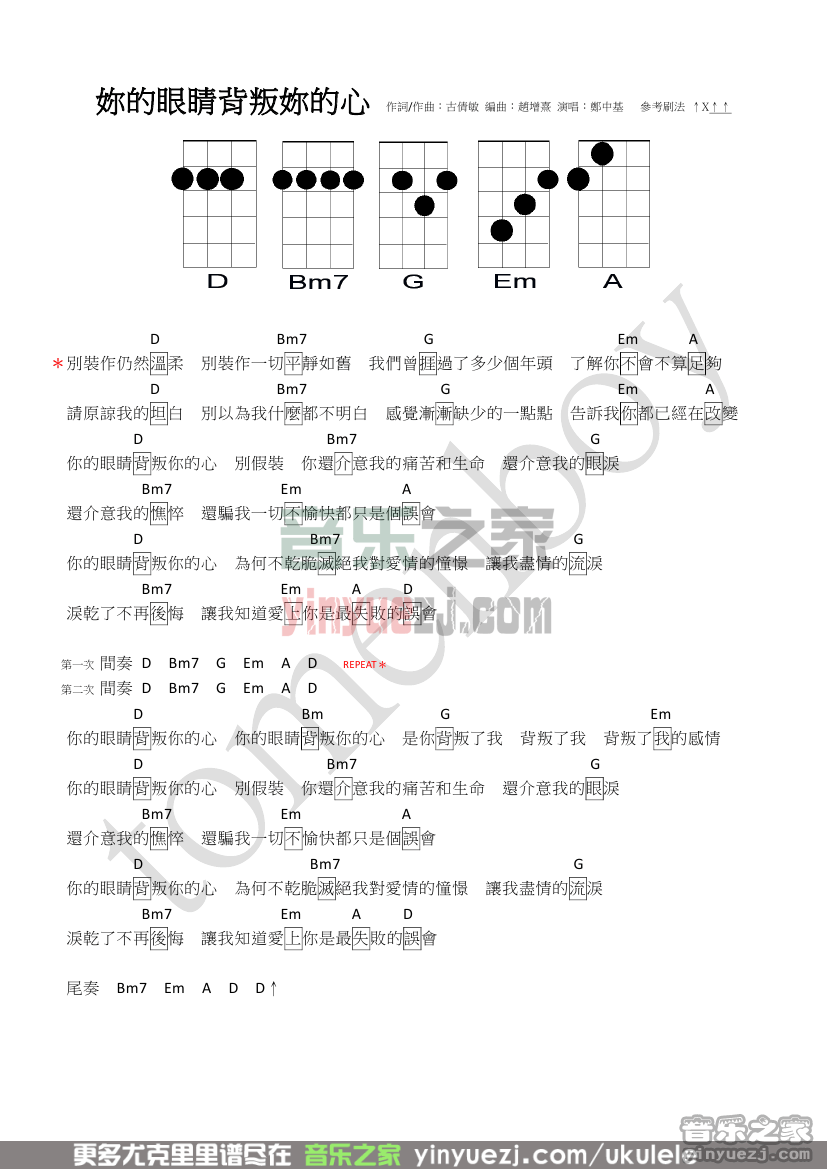 妳的眼睛背叛妳的心 作詞/作曲：古倩敏 編曲：趙增熹 演唱：鄭中基 參考刷法 ↑X↑↑
D Bm7 G Em A
D Bm7 G Em A
＊別裝作仍然溫柔 別裝作一切平靜如舊 我們曾捱過了多少個年頭 了解你不會不算足夠
D Bm7 G Em A
請原諒我的坦白 別以為我什麼都不明白 感覺漸漸缺少的一點點 告訴我你都已經在改變
D Bm7 G
你的眼睛背叛你的心 別假裝 你還介意我的痛苦和生命 還介意我的眼淚
Bm7 Em A
還介意我的憔悴 還騙我一切不愉快都只是個誤會
D Bm7 G
你的眼睛背叛你的心 為何不乾脆滅絕我對愛情的憧憬 讓我盡情的流淚
Bm7 Em A D
淚乾了不再後悔 讓我知道愛上你是最失敗的誤會
第一次 間奏 D Bm7 G Em A D REPEAT＊
第二次 間奏 D Bm7 G Em A D
D Bm G Em
你的眼睛背叛你的心 你的眼睛背叛你的心 是你背叛了我 背叛了我 背叛了我的感情
D Bm7 G
你的眼睛背叛你的心 別假裝 你還介意我的痛苦和生命 還介意我的眼淚
Bm7 Em A
還介意我的憔悴 還騙我一切不愉快都只是個誤會
D Bm7 G
你的眼睛背叛你的心 為何不乾脆滅絕我對愛情的憧憬 讓我盡情的流淚
Bm7 Em A D
淚乾了不再後悔 讓我知道愛上你是最失敗的誤會
尾奏 Bm7 Em A D D↑
tomenboy
音乐之家
yinyuezj.com
音乐之家
WWW.YINYUEZJ.COM
更多尤克里里谱尽在 音乐之家 yinyuezj.com/ukulele